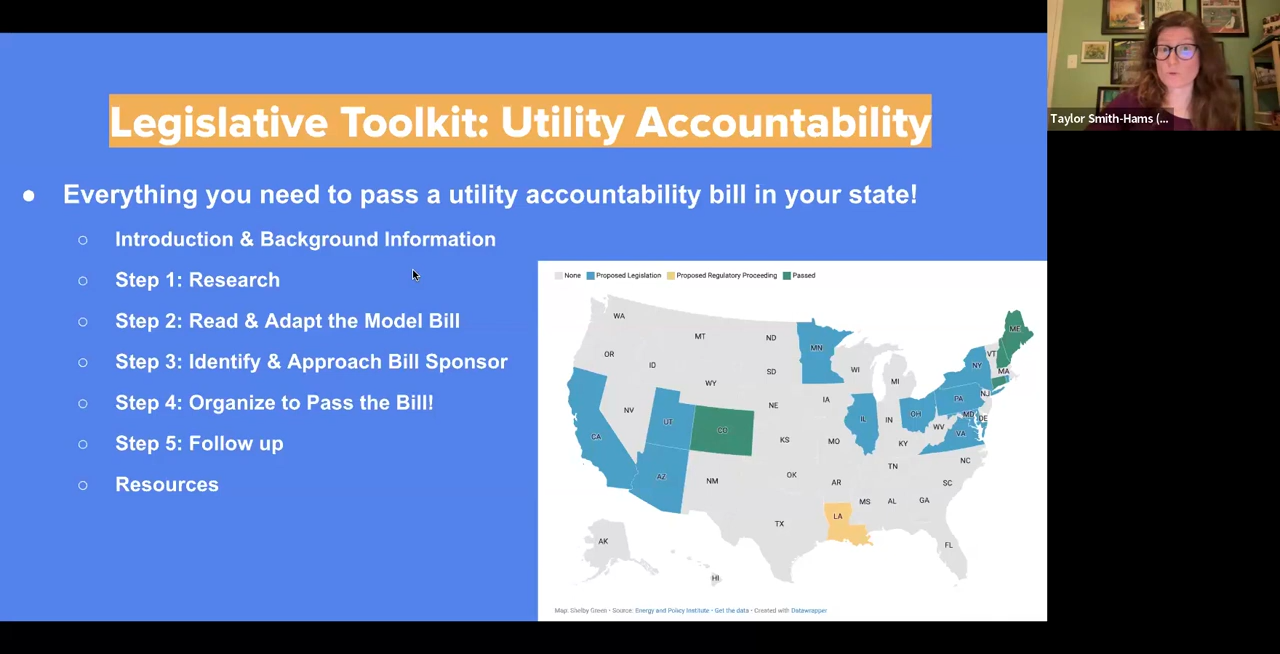 Legislative Toolkit: Utility Accountability
● Everything you need to pass a utility accountability bill in your state!
○ Introduction & Background Information
○ Step 1: Research
○ Step 2: Read & Adapt the Model Bill
○ Step 3: Identify & Approach Bill Sponsor
○ Step 4: Organize to Pass the Bill!
○ Step 5: Follow up
○ Resources
Taylor Smith-Hams (...
None Proposed Legislation Proposed Regulatory Proceeding Passed
WA
MT
ND
MN
ME
OR
ID
SD
WI
VT
NY
MA
WY
MI
NV
NE
IA
PA
NJ
UT
CO
IL
IN
OH
MD
DE
CA
KS
MO
KY
WV
VA
AZ
NM
OK
AR
TN
NC
SC
MS
AL
GA
TX
LA
FL
AK
HI
Map: Shelby Green • Source: Energy and Policy Institute • Get the data • Created with Datawrapper